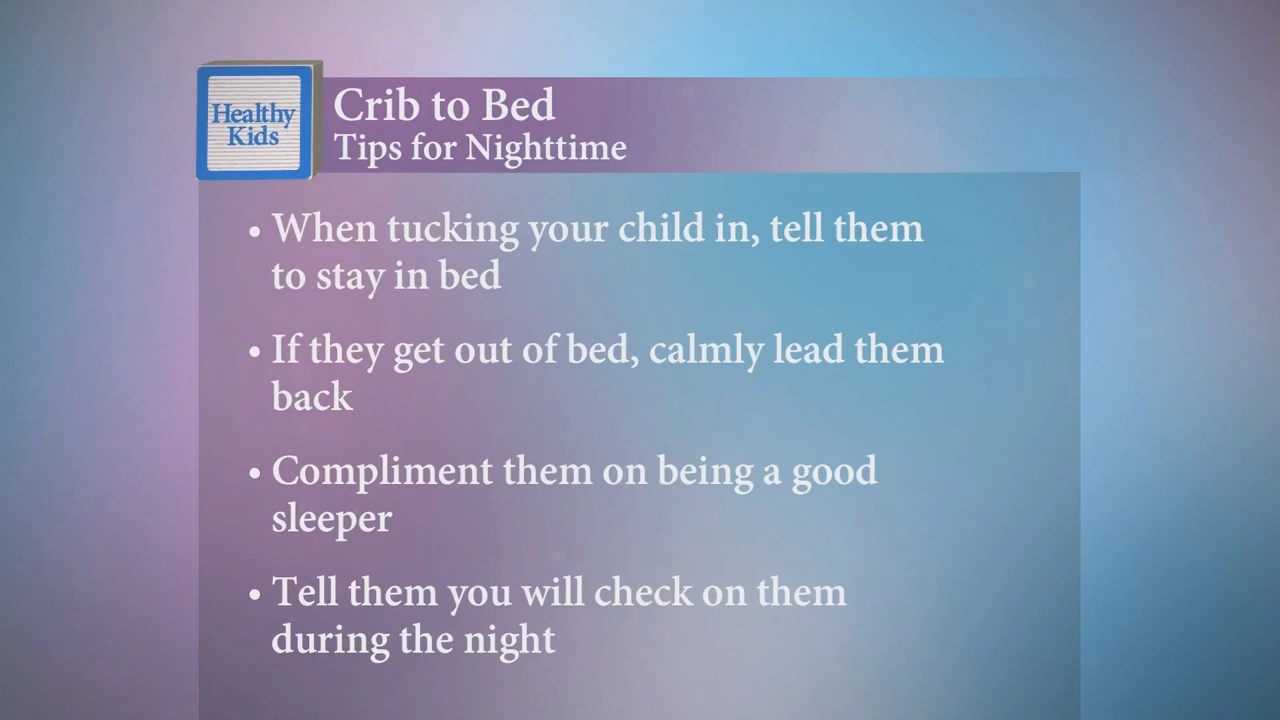 Healthy
Kids
Crib to Bed
Tips for Nighttime
• When tucking your child in, tell them
to stay in bed
• If they get out of bed, calmly lead them
back
• Compliment them on being a good
sleeper
• Tell them you will check on them
during the night